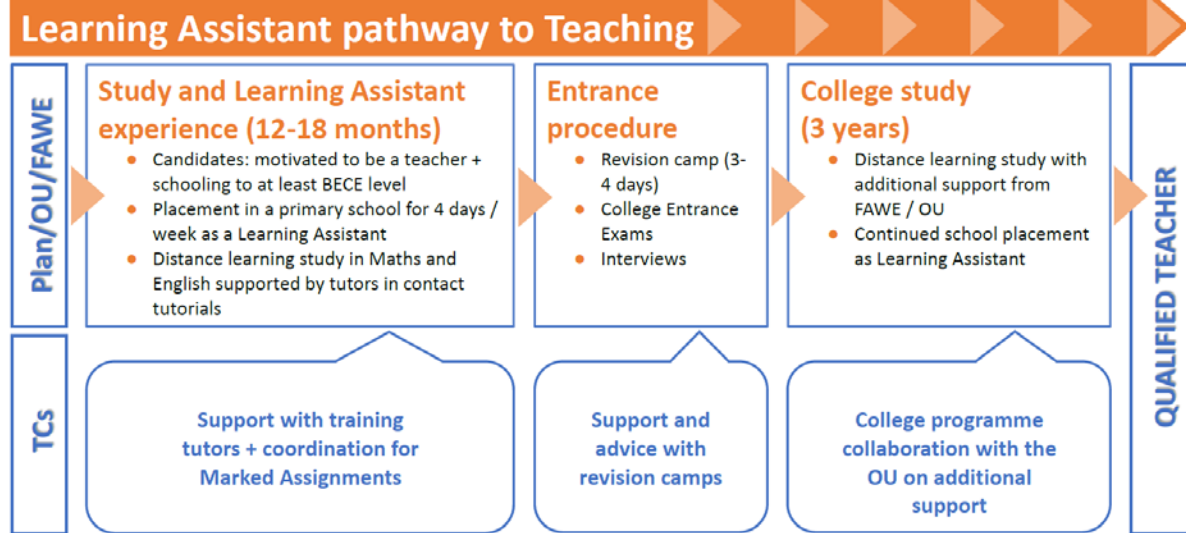 Learning Assistant pathway to Teaching
Plan/OU/FAWE
Study and Learning Assistant
experience (12-18 months)
• Candidates: motivated to be a teacher +
schooling to at least BECE level
• Placement in a primary school for 4 days /
week as a Learning Assistant
• Distance learning study in Maths and
English supported by tutors in contact
tutorials
Entrance
procedure
• Revision camp (3-
4 days)
• College Entrance
Exams
• Interviews
College study
(3 years)
• Distance learning study with
additional support from
FAWE / OU
• Continued school placement
as Learning Assistant
QUALIFIED TEACHER
TCs
Support with training
tutors + coordination for
Marked Assignments
Support and
advice with
revision camps
College programme
collaboration with the
OU on additional
support